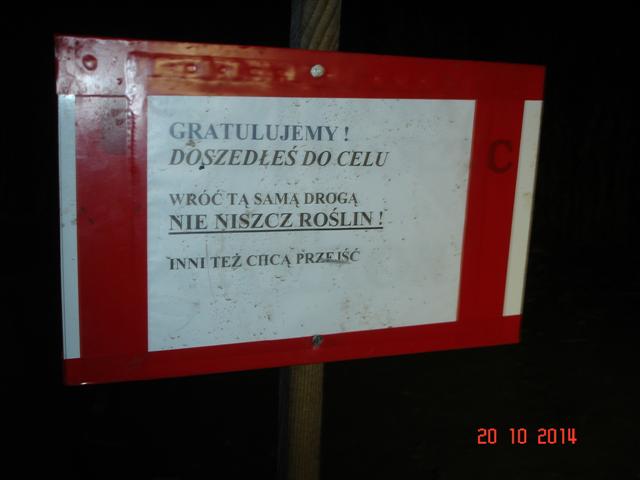 GRATULUJEMY !
DOSZEDŁEŚ DO CELU
WRÓĆ TĄ SAMĄ DROGĄ
NIE NISZCZ ROŚLIN !
INNI TEŻ CHCĄ PRZEJŚĆ
C
20 10 2014